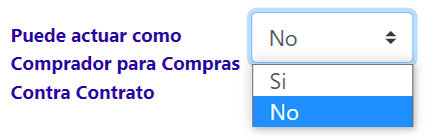 Puede actuar como
Comprador para Compras
Contra Contrato
No
Si
No